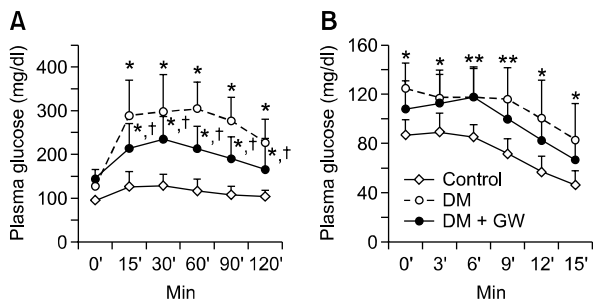 A
Plasma glucose (mg/dl)
400
300
200
100
0
* * * * *
*,† *,† *,† *,† *,†
0' 15' 30' 60' 90' 120'
Min
B
Plasma glucose (mg/dl)
160
120
80
40
0
* * ** ** * *
Control
DM
DM + GW
0' 3' 6' 9' 12' 15'
Min